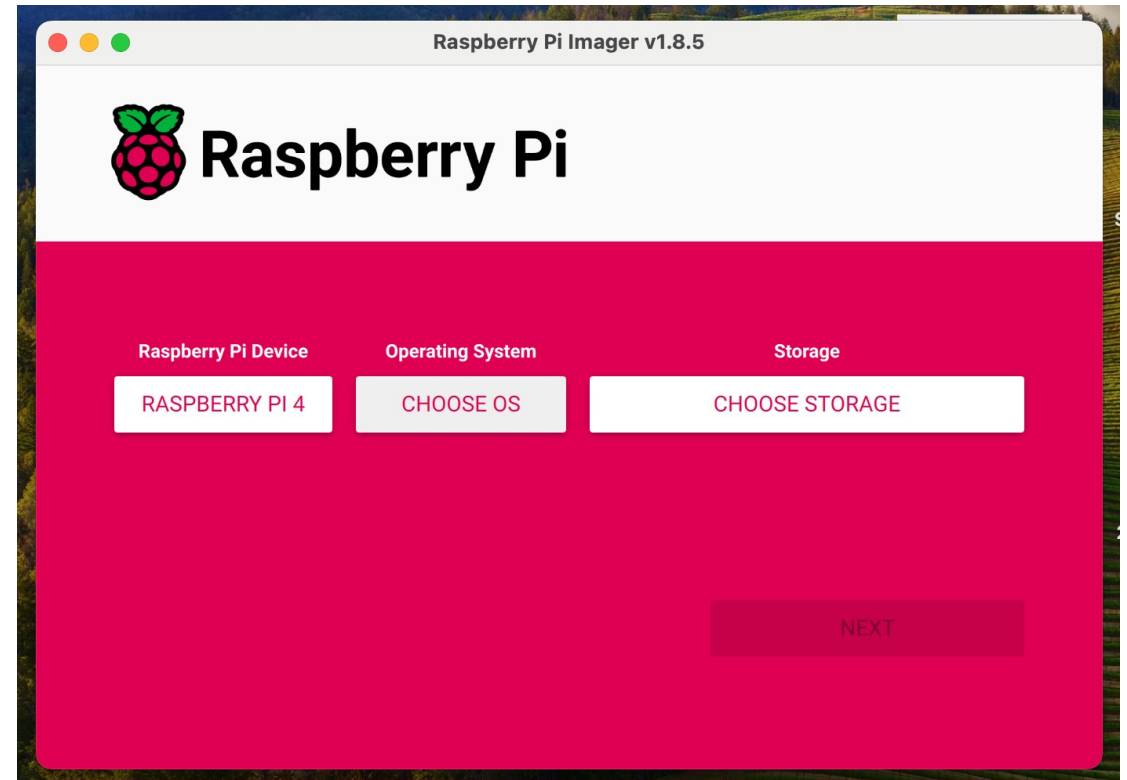 Raspberry Pi Imager v1.8.5
Raspberry Pi
Raspberry Pi Device
Operating System
Storage
RASPBERRY PI 4
CHOOSE OS
CHOOSE STORAGE
NEXT